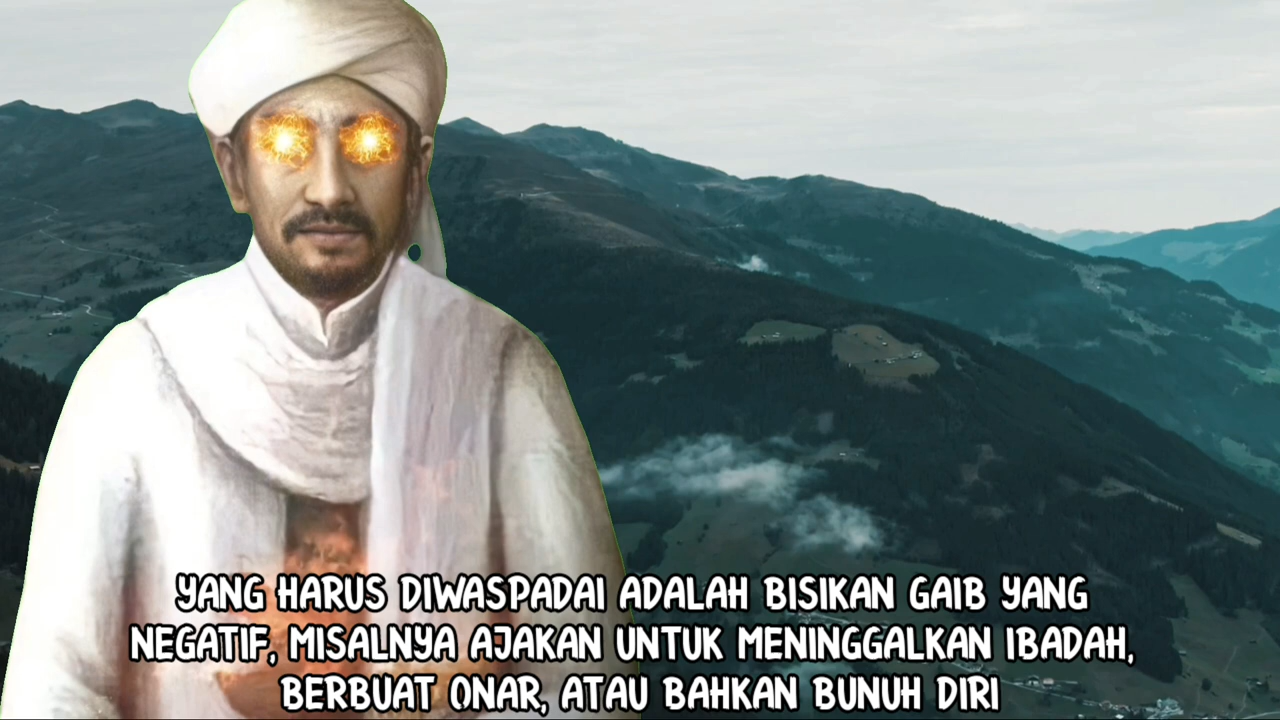 YANG HARUS DIWASPADAI ADALAH BISIKAN GAIB YANG
NEGATIF, MISALNYA AJAKAN UNTUK MENINGGALKAN IBADAH,
BERBUAT ONAR, ATAU BAHKAN BUNUH DIRI